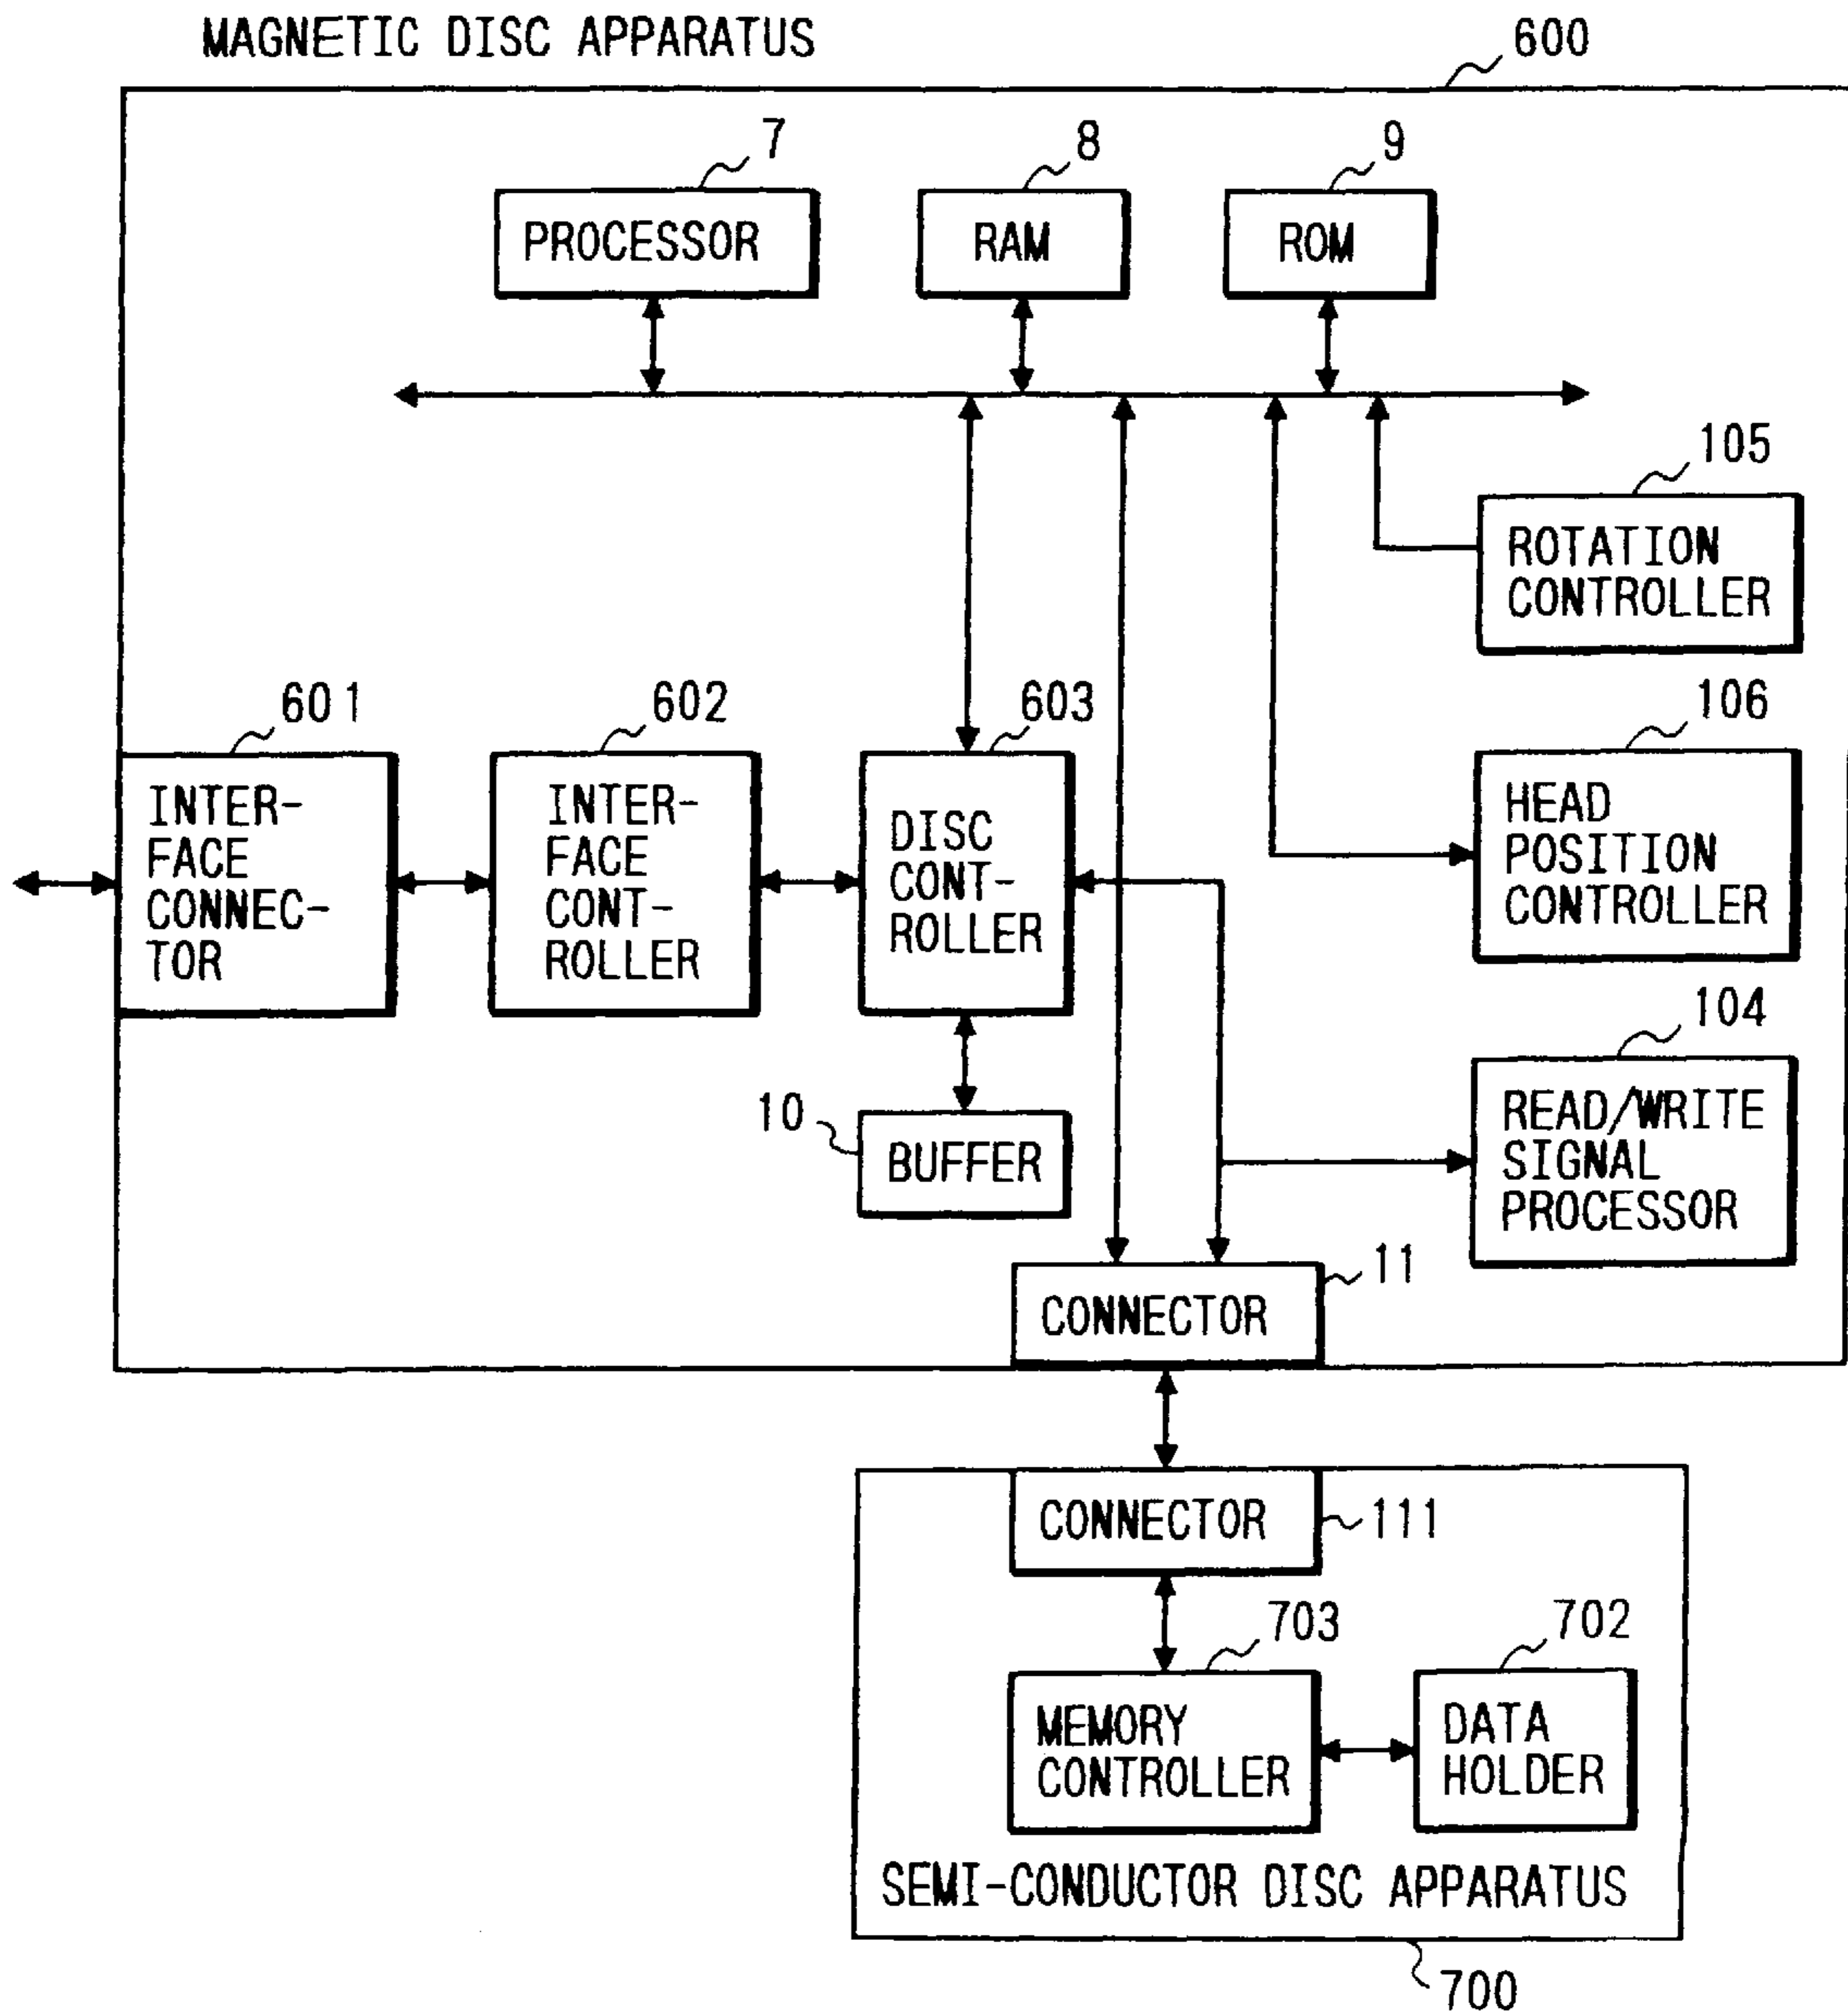 MAGNETIC DISC APPARATUS
600
7
8
9
PROCESSOR
RAM
ROM
105
ROTATION
CONTROLLER
601
602
603
106
INTER-
FACE
CONNEC-
TOR
INTER-
FACE
CONT-
ROLLER
DISC
CONT-
ROLLER
HEAD
POSITION
CONTROLLER
104
10
BUFFER
READ/WRITE
SIGNAL
PROCESSOR
11
CONNECTOR
CONNECTOR
111
703
702
MEMORY
CONTROLLER
DATA
HOLDER
SEMI-CONDUCTOR DISC APPARATUS
700